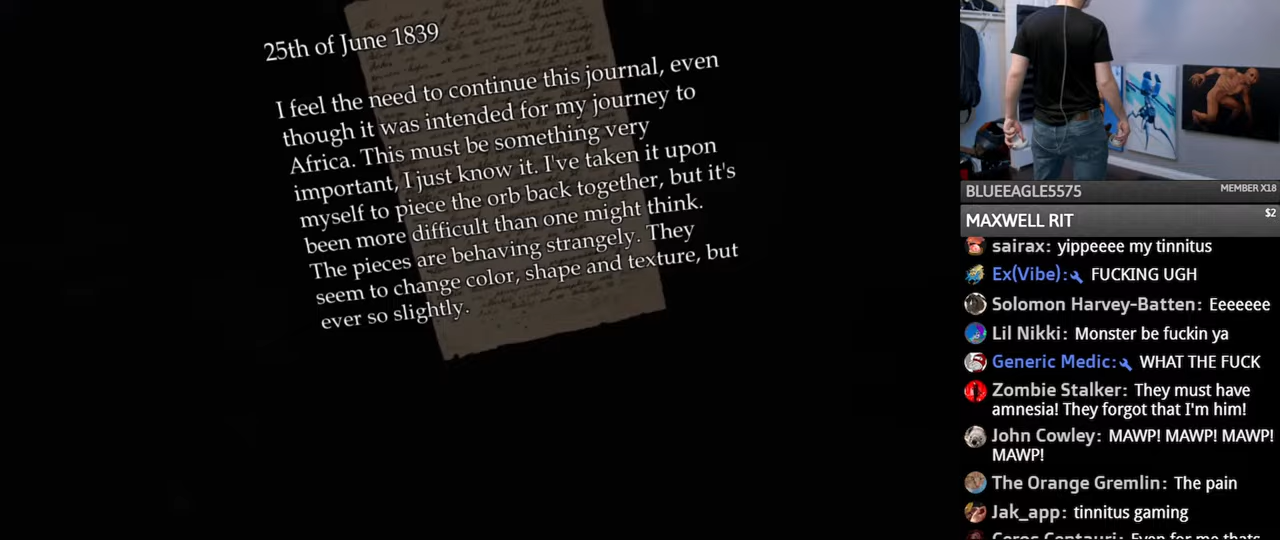 25th of June 1839
I feel the need to continue this journal, even
though it was intended for my journey to
Africa. This must be something very
important, I just know it. I've taken it upon
myself to piece the orb back together, but it's
been more difficult than one might think.
The pieces are behaving strangely. They
seem to change color, shape and texture, but
ever so slightly.
BLUEEAGLE5575 MEMBER X18
MAXWELL RIT $2
sairax: yippeeee my tinnitus
Ex(Vibe): FUCKING UGH
Solomon Harvey-Batten: Eeeeeee
Lil Nikki: Monster be fuckin ya
Generic Medic: WHAT THE FUCK
Zombie Stalker: They must have
amnesia! They forgot that I'm him!
John Cowley: MAWP! MAWP! MAWP!
MAWP!
The Orange Gremlin: The pain
Jak_app: tinnitus gaming
Ceros Centauri: Even for me thats